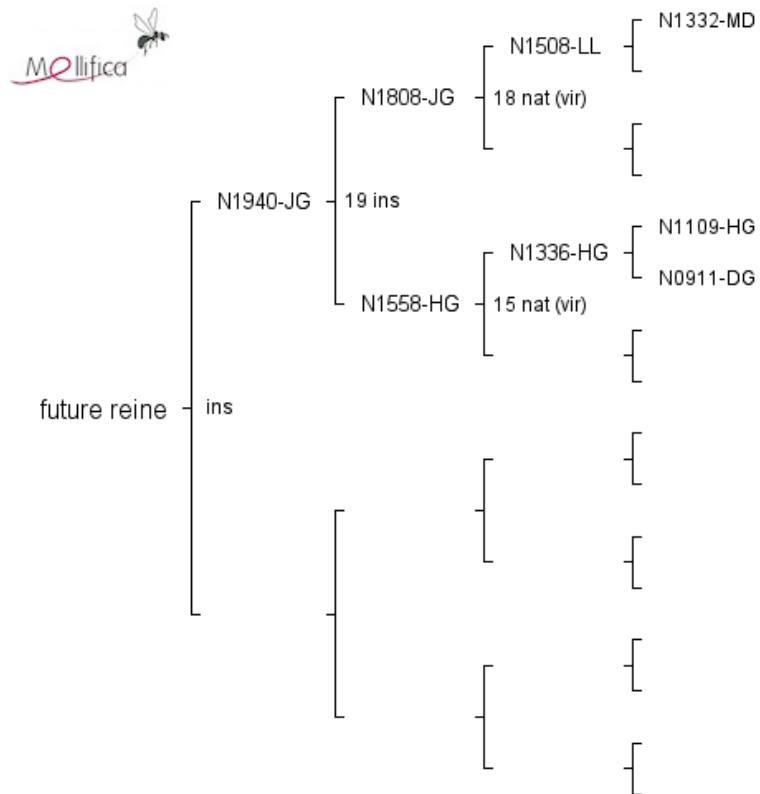 Mellifica
N1332-MD
N1508-LL
N1808-JG
18 nat (vir)
N1940-JG
19 ins
N1109-HG
N1336-HG
N0911-DG
N1558-HG
15 nat (vir)
future reine
ins